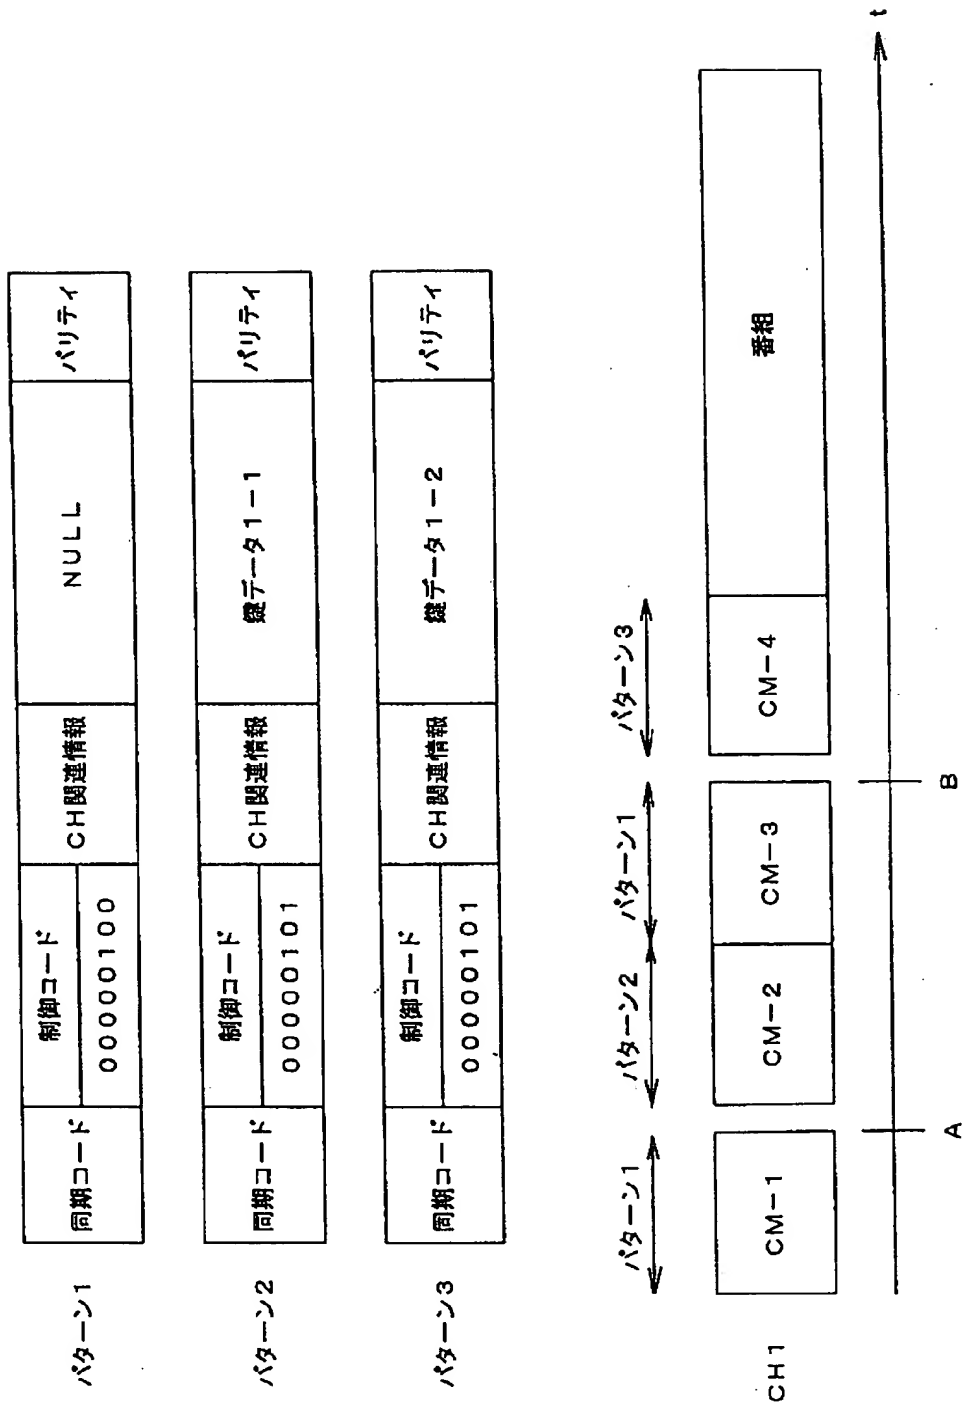 パターン1
同期コード
制御コード
00000100
CH関連情報
NULL
パリティ
パターン2
同期コード
制御コード
00000101
CH関連情報
鍵データ1-1
パリティ
パターン3
同期コード
制御コード
00000101
CH関連情報
鍵データ1-2
パリティ
パターン1
パターン2
パターン1
パターン3
CH1
CM-1
CM-2
CM-3
CM-4
番組
A
B
t